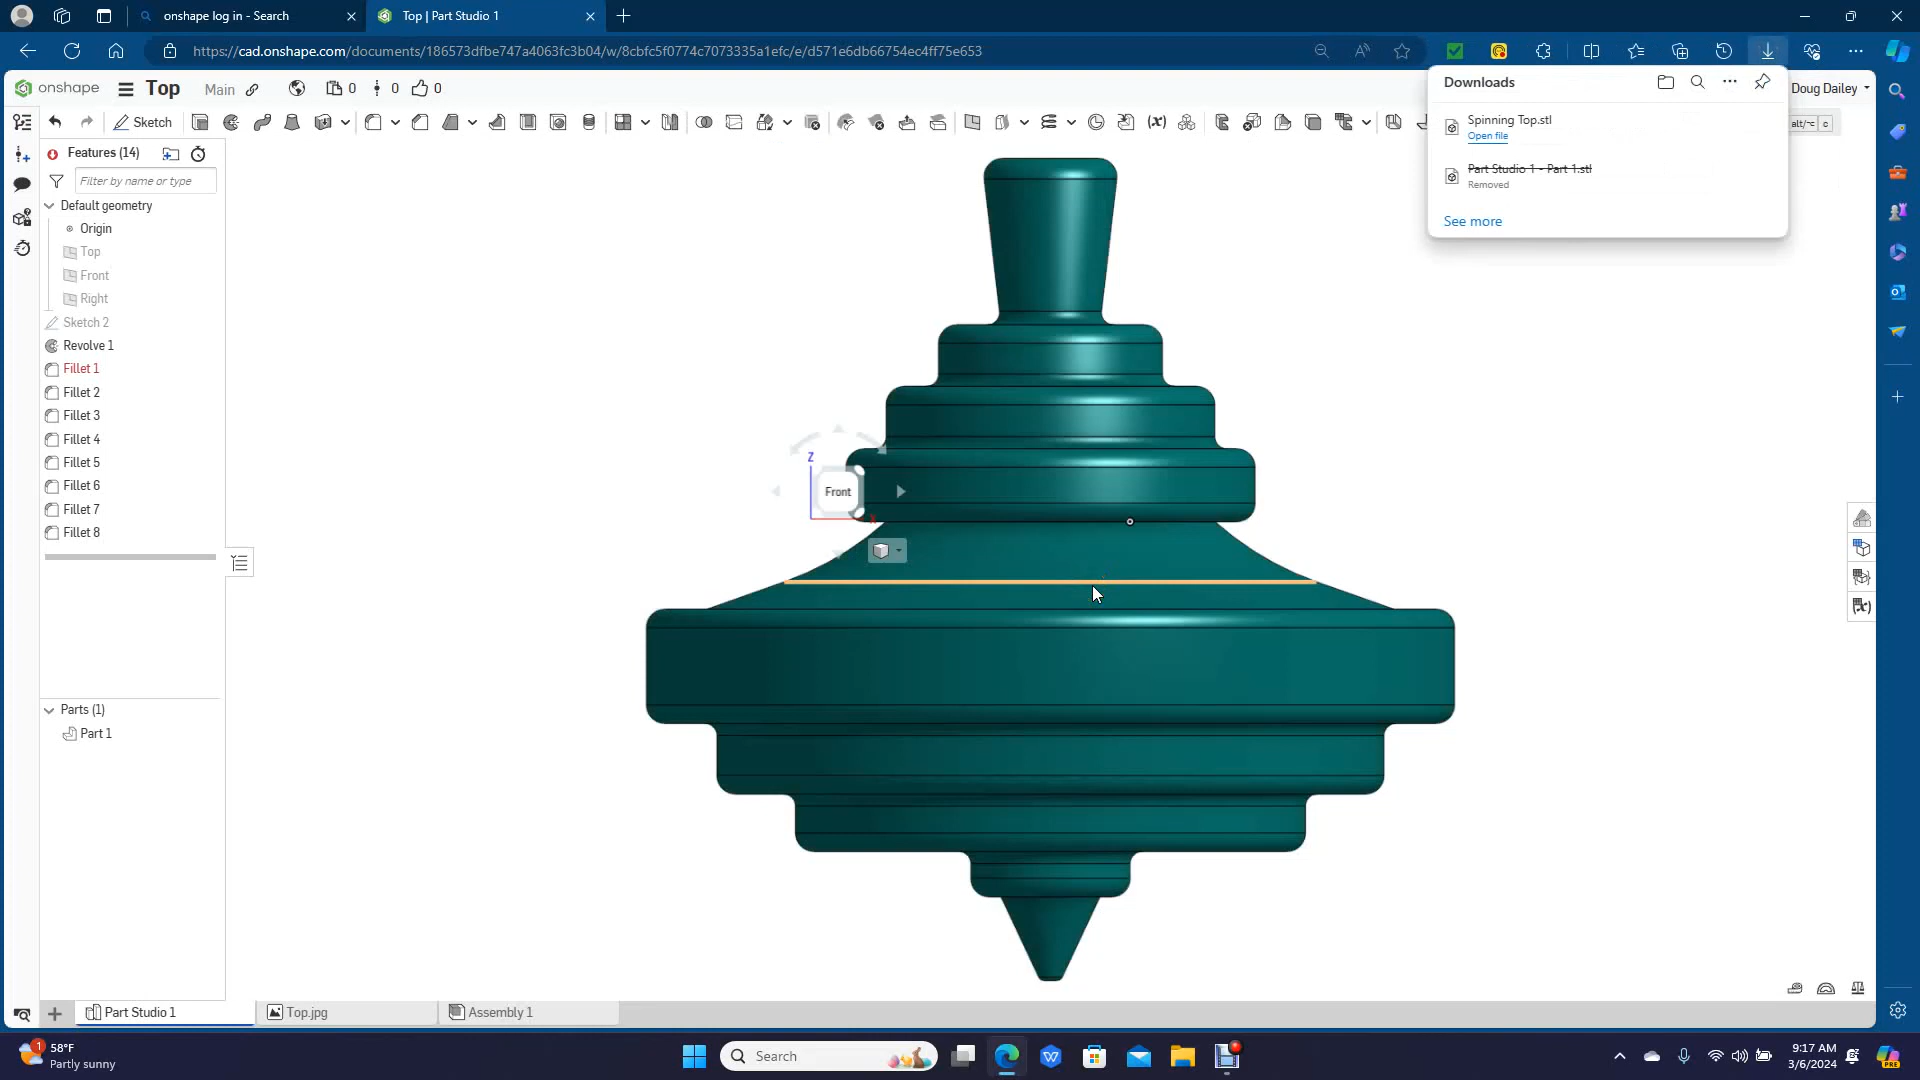 onshape log in - Search
Top | Part Studio 1
https://cad.onshape.com/documents/186573dfbe747a4063fc3b04/w/8cbfc5f0774c7073335a1efc/e/d571e6db66754ec4ff75e653
onshape
Top
Main
0
0
0
Downloads
Doug Dailey
Spinning Top.stl
Open file
Part Studio 1 - Part 1.stl
Removed
See more
Sketch
alt/⌥ c
Features (14)
Filter by name or type
Default geometry
Origin
Top
Front
Right
Sketch 2
Revolve 1
Fillet 1
Fillet 2
Fillet 3
Fillet 4
Fillet 5
Fillet 6
Fillet 7
Fillet 8
Z
Front
X
Parts (1)
Part 1
Part Studio 1
Top.jpg
Assembly 1
1
58°F
Partly sunny
Search
9:17 AM
3/6/2024
PRE